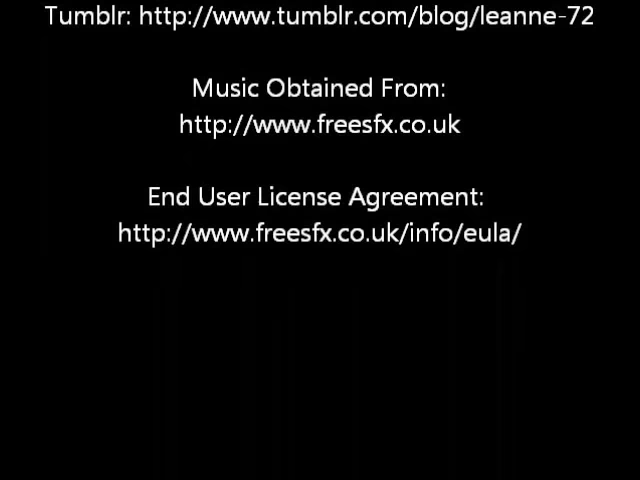 Tumblr: http://www.tumblr.com/blog/leanne-72
Music Obtained From:
http://www.freesfx.co.uk
End User License Agreement:
http://www.freesfx.co.uk/info/eula/